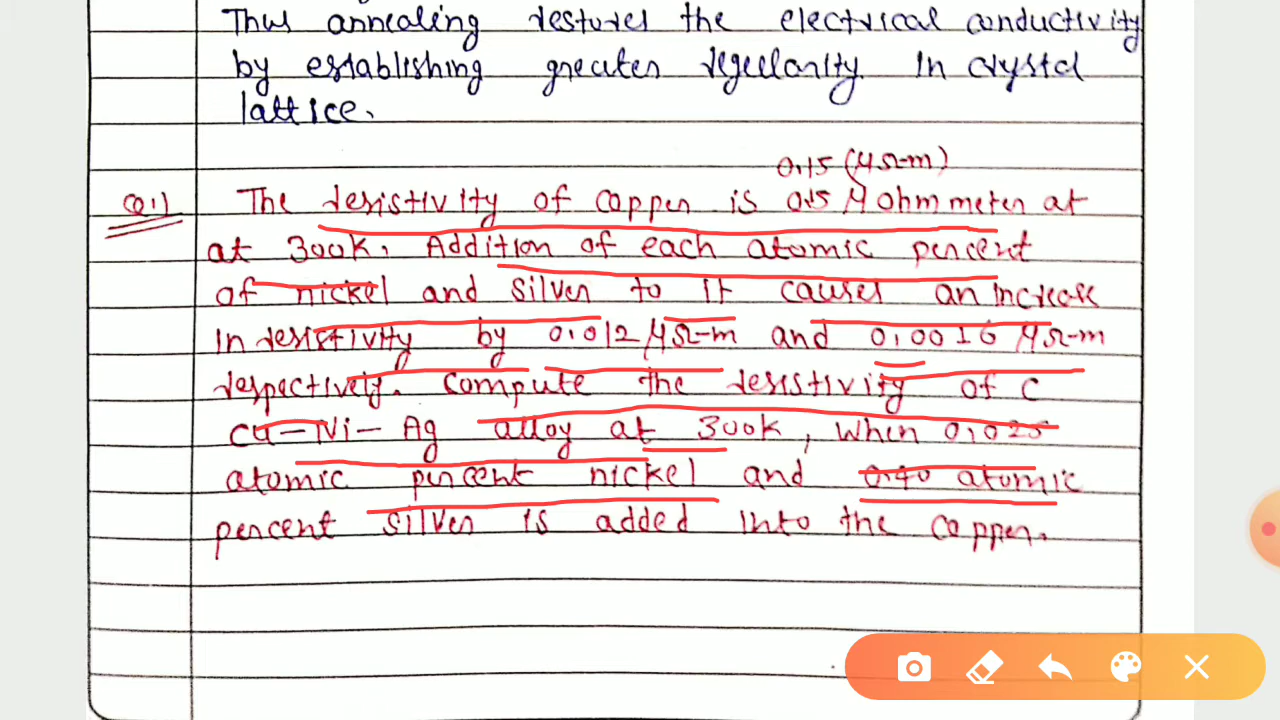 Thus annealing restores the electrical conductivity
by establishing greater regularity in crystal
lattice.
0.15 (μΩ-m)
Q:1) The resistivity of copper is 0.15 μ ohm meter at
at 300k. Addition of each atomic percent
of nickel and silver to it causes an increase
in resistivity by 0.012 μΩ-m and 0.0016 μΩ-m
respectively. Compute the resistivity of C
Cu-Ni-Ag alloy at 300k, when 0.025
atomic percent nickel and 0.40 atomic
percent silver is added into the copper.